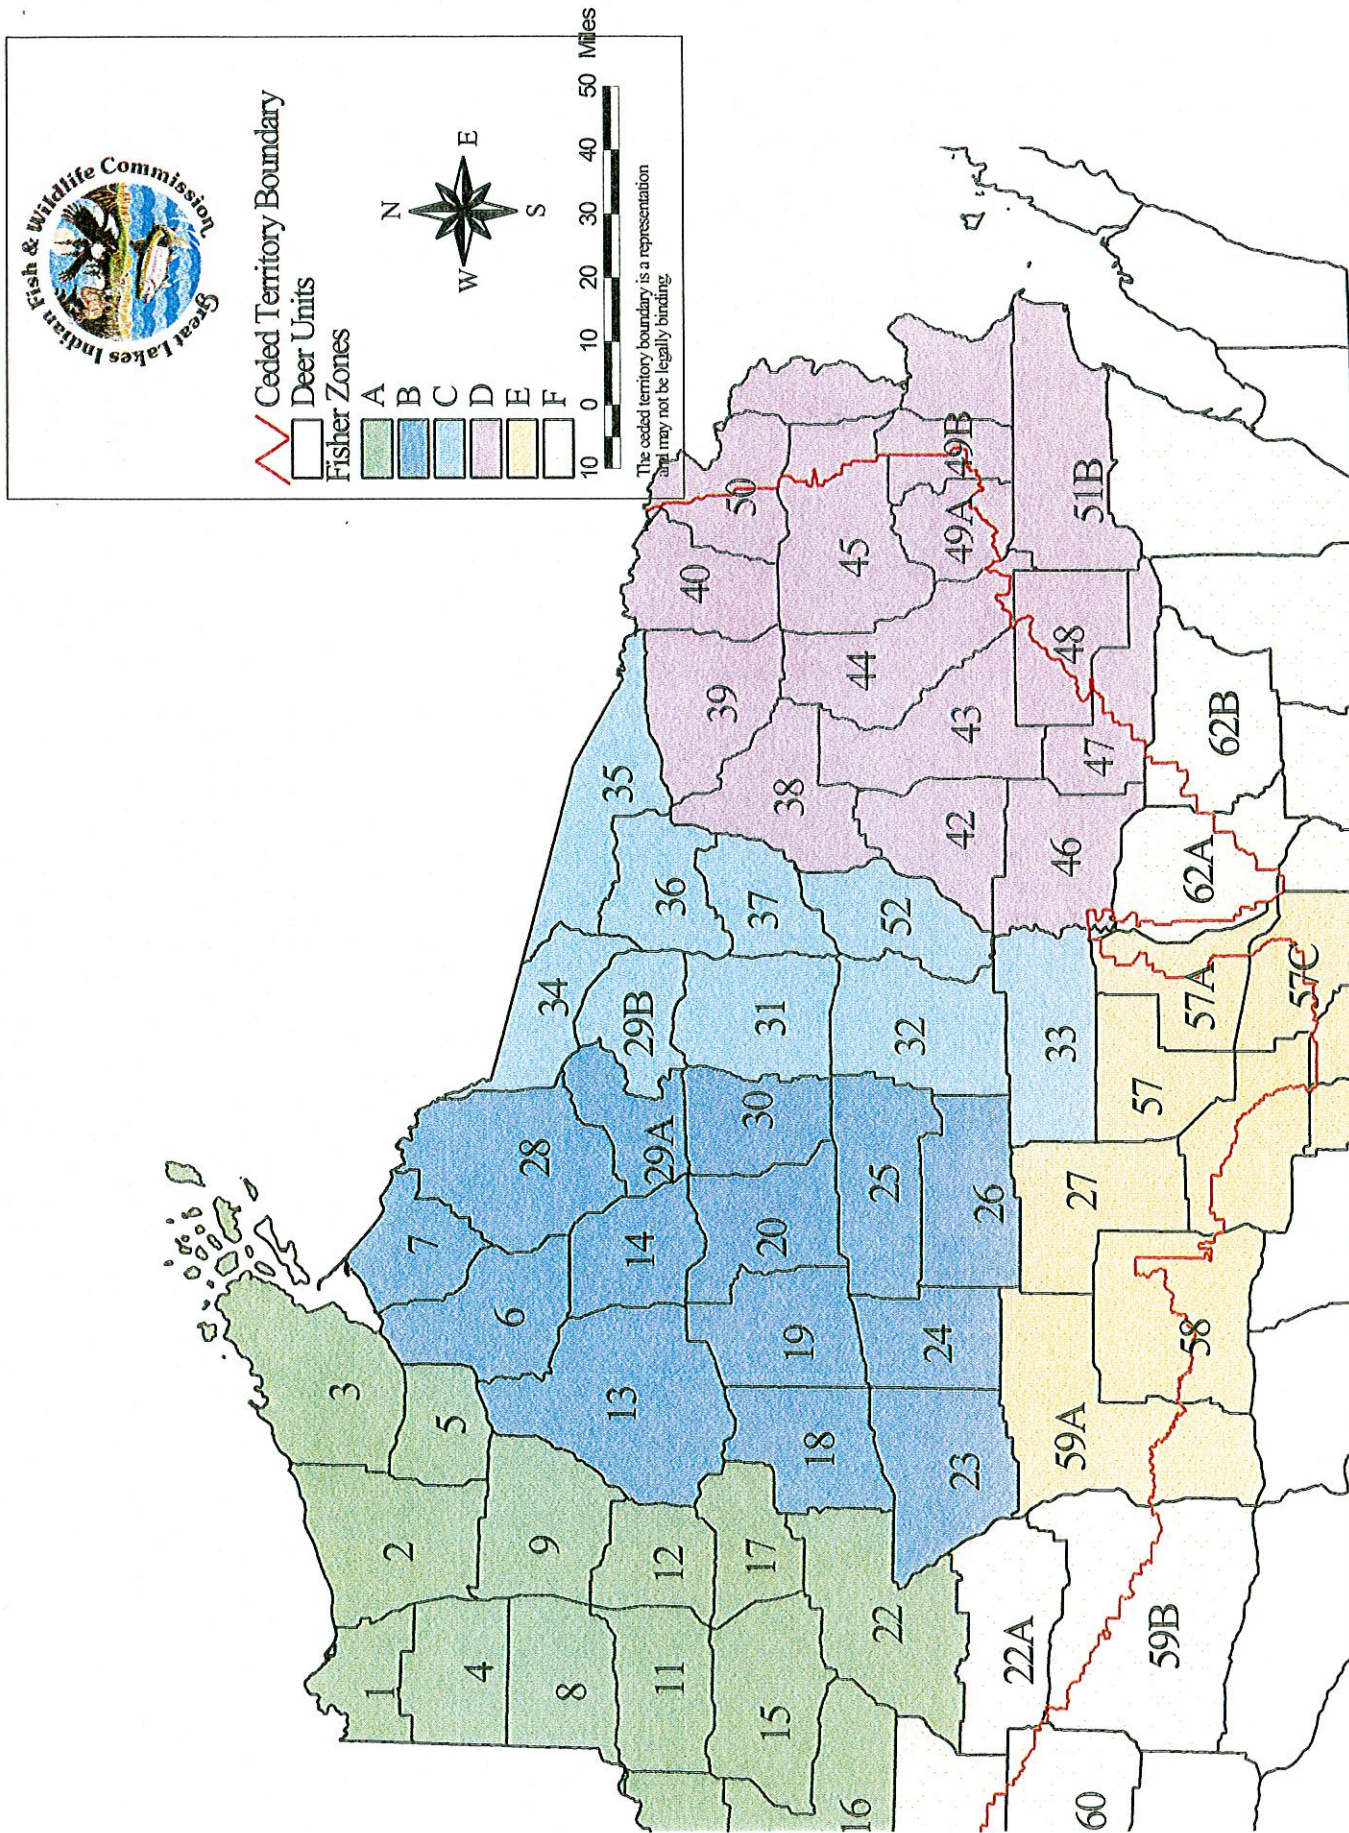 Great Lakes Indian Fish & Wildlife Commission
Ceded Territory Boundary
Deer Units
Fisher Zones
A
B
C
D
E
F
N
W E
S
10 0 10 20 30 40 50 Miles
The ceded territory boundary is a representation
and may not be legally binding.
1
2
3
4
5
6
7
8
9
11
12
13
14
15
16
17
18
19
20
22
22A
23
24
25
26
27
28
29A
29B
30
31
32
33
34
35
36
37
38
39
40
42
43
44
45
46
47
48
49A
49B
50
51B
52
57
57A
57C
58
59A
59B
60
62A
62B